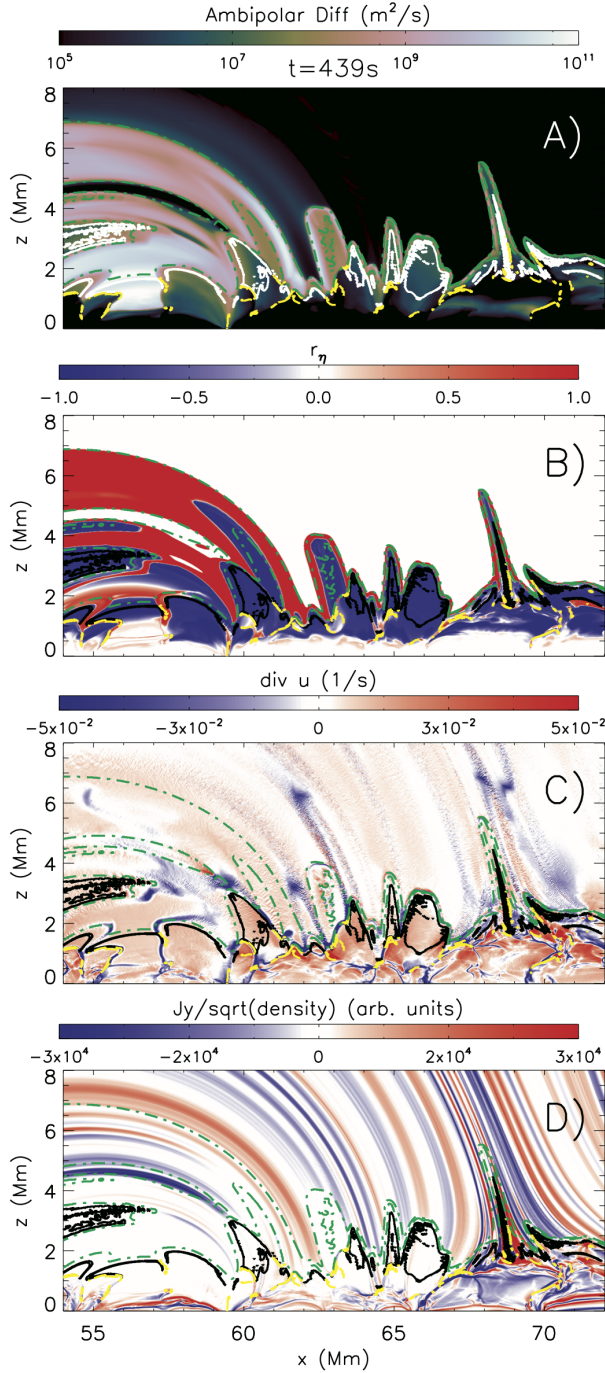 Ambipolar Diff (m²/s)
10⁵ 10⁷ 10⁹ 10¹¹
t=439s
A)
8
6
4
2
0
z (Mm)
r_η
-1.0 -0.5 0.0 0.5 1.0
B)
8
6
4
2
0
z (Mm)
div u (1/s)
-5x10⁻² -3x10⁻² 0 3x10⁻² 5x10⁻²
C)
8
6
4
2
0
z (Mm)
Jy/sqrt(density) (arb. units)
-3x10⁴ -2x10⁴ 0 2x10⁴ 3x10⁴
D)
8
6
4
2
0
z (Mm)
55 60 65 70
x (Mm)